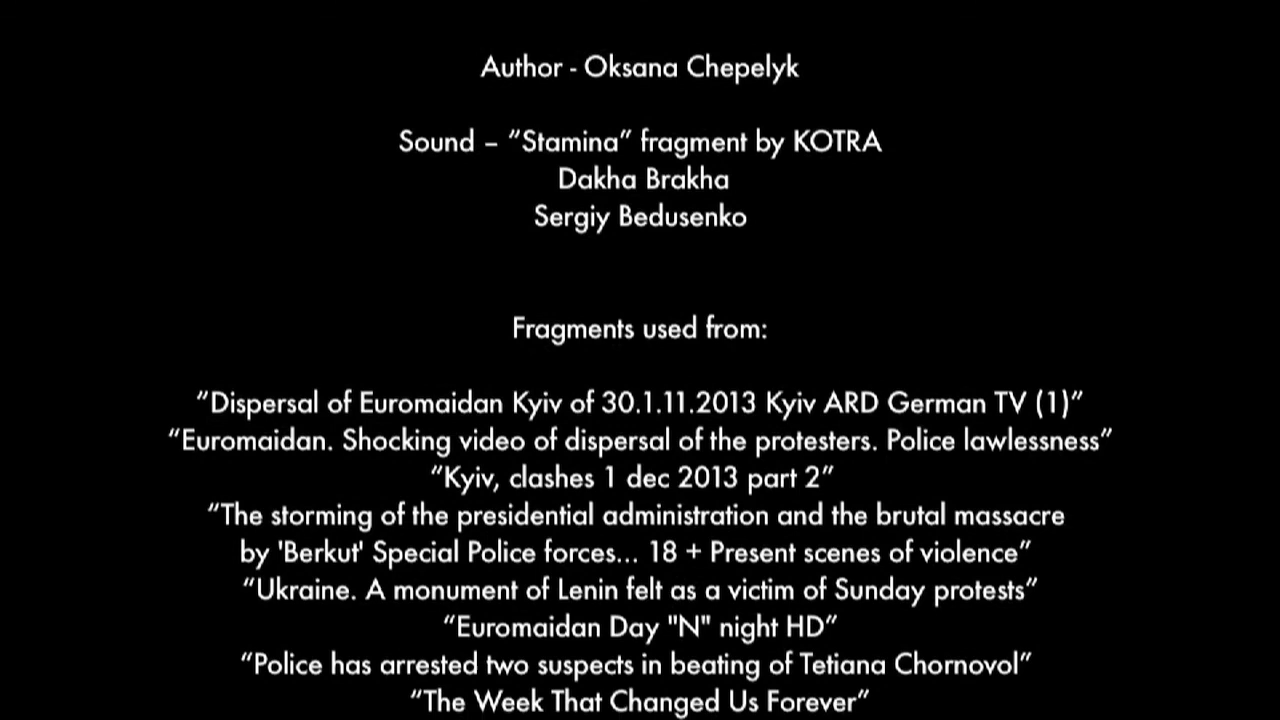 Author - Oksana Chepelyk
Sound – "Stamina" fragment by KOTRA
Dakha Brakha
Sergiy Bedusenko
Fragments used from:
"Dispersal of Euromaidan Kyiv of 30.1.11.2013 Kyiv ARD German TV (1)"
"Euromaidan. Shocking video of dispersal of the protesters. Police lawlessness"
"Kyiv, clashes 1 dec 2013 part 2"
"The storming of the presidential administration and the brutal massacre
by 'Berkut' Special Police forces... 18 + Present scenes of violence"
"Ukraine. A monument of Lenin felt as a victim of Sunday protests"
"Euromaidan Day "N" night HD"
"Police has arrested two suspects in beating of Tetiana Chornovol"
"The Week That Changed Us Forever"